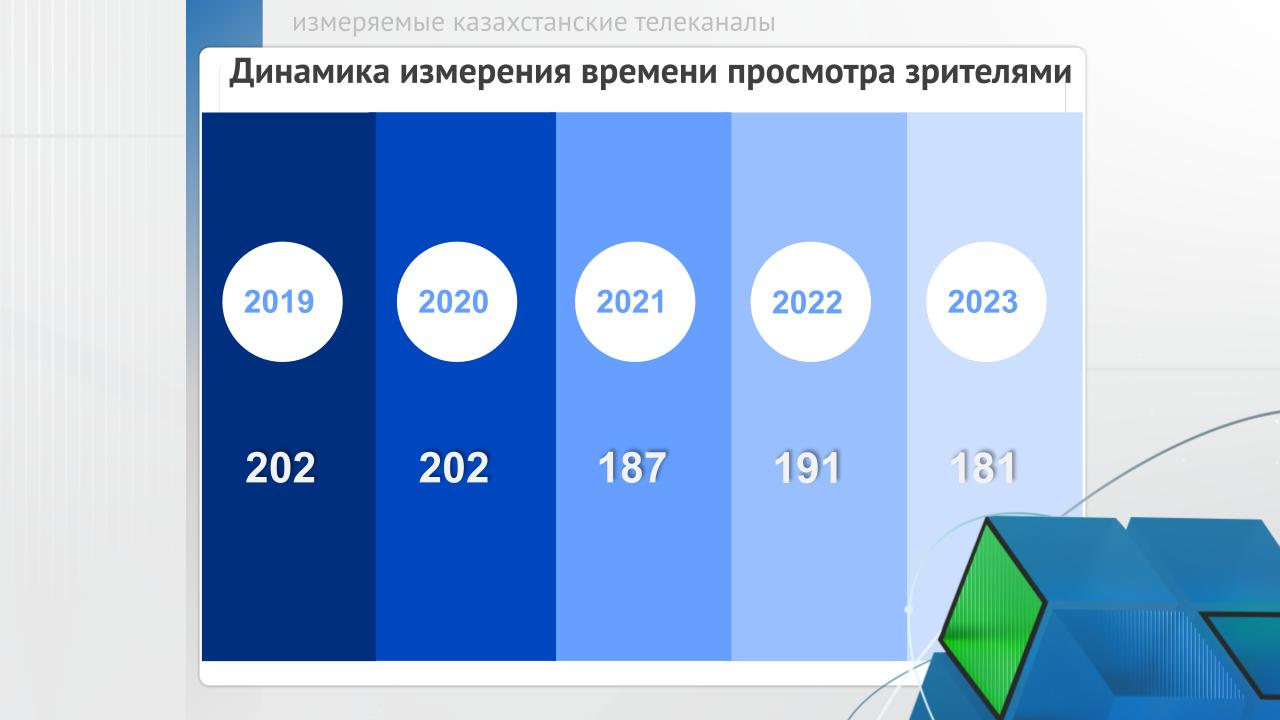 измеряемые казахстанские телеканалы
Динамика измерения времени просмотра зрителями
2019 2020 2021 2022 2023
202 202 187 191 181